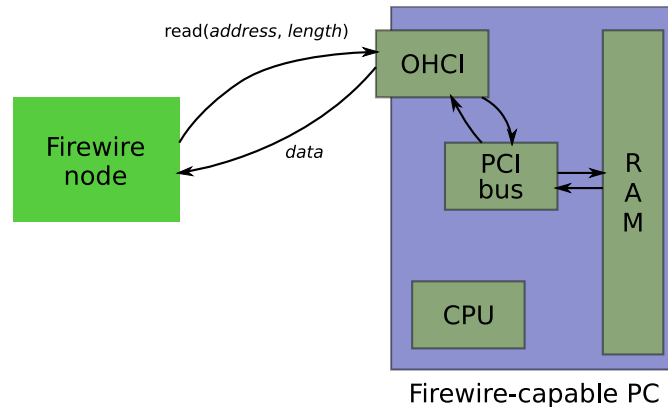 read(address, length)
OHCI
Firewire
node
data
PCI
bus
R
A
M
CPU
Firewire-capable PC